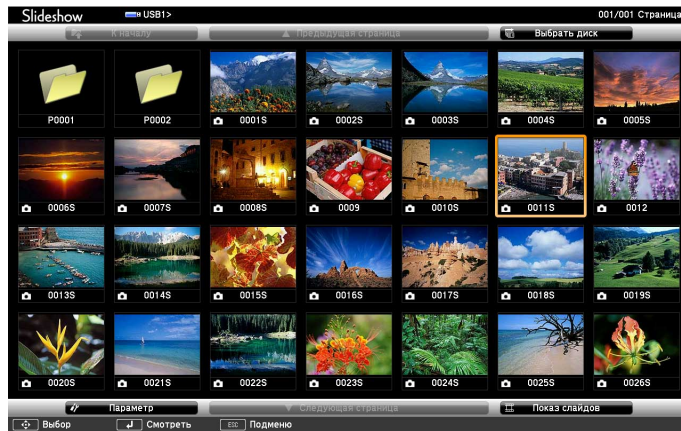 Slideshow USB1> 001/001 Страница
К началу Предыдущая страница Выбрать диск
P0001 P0002 0001S 0002S 0003S 0004S 0005S
0006S 0007S 0008S 0009 0010S 0011S 0012
0013S 0014S 0015S 0016S 0017S 0018S 0019S
0020S 0021S 0022S 0023S 0024S 0025S 0026S
Параметр Следующая страница Показ слайдов
Выбор Смотреть ESC Подменю